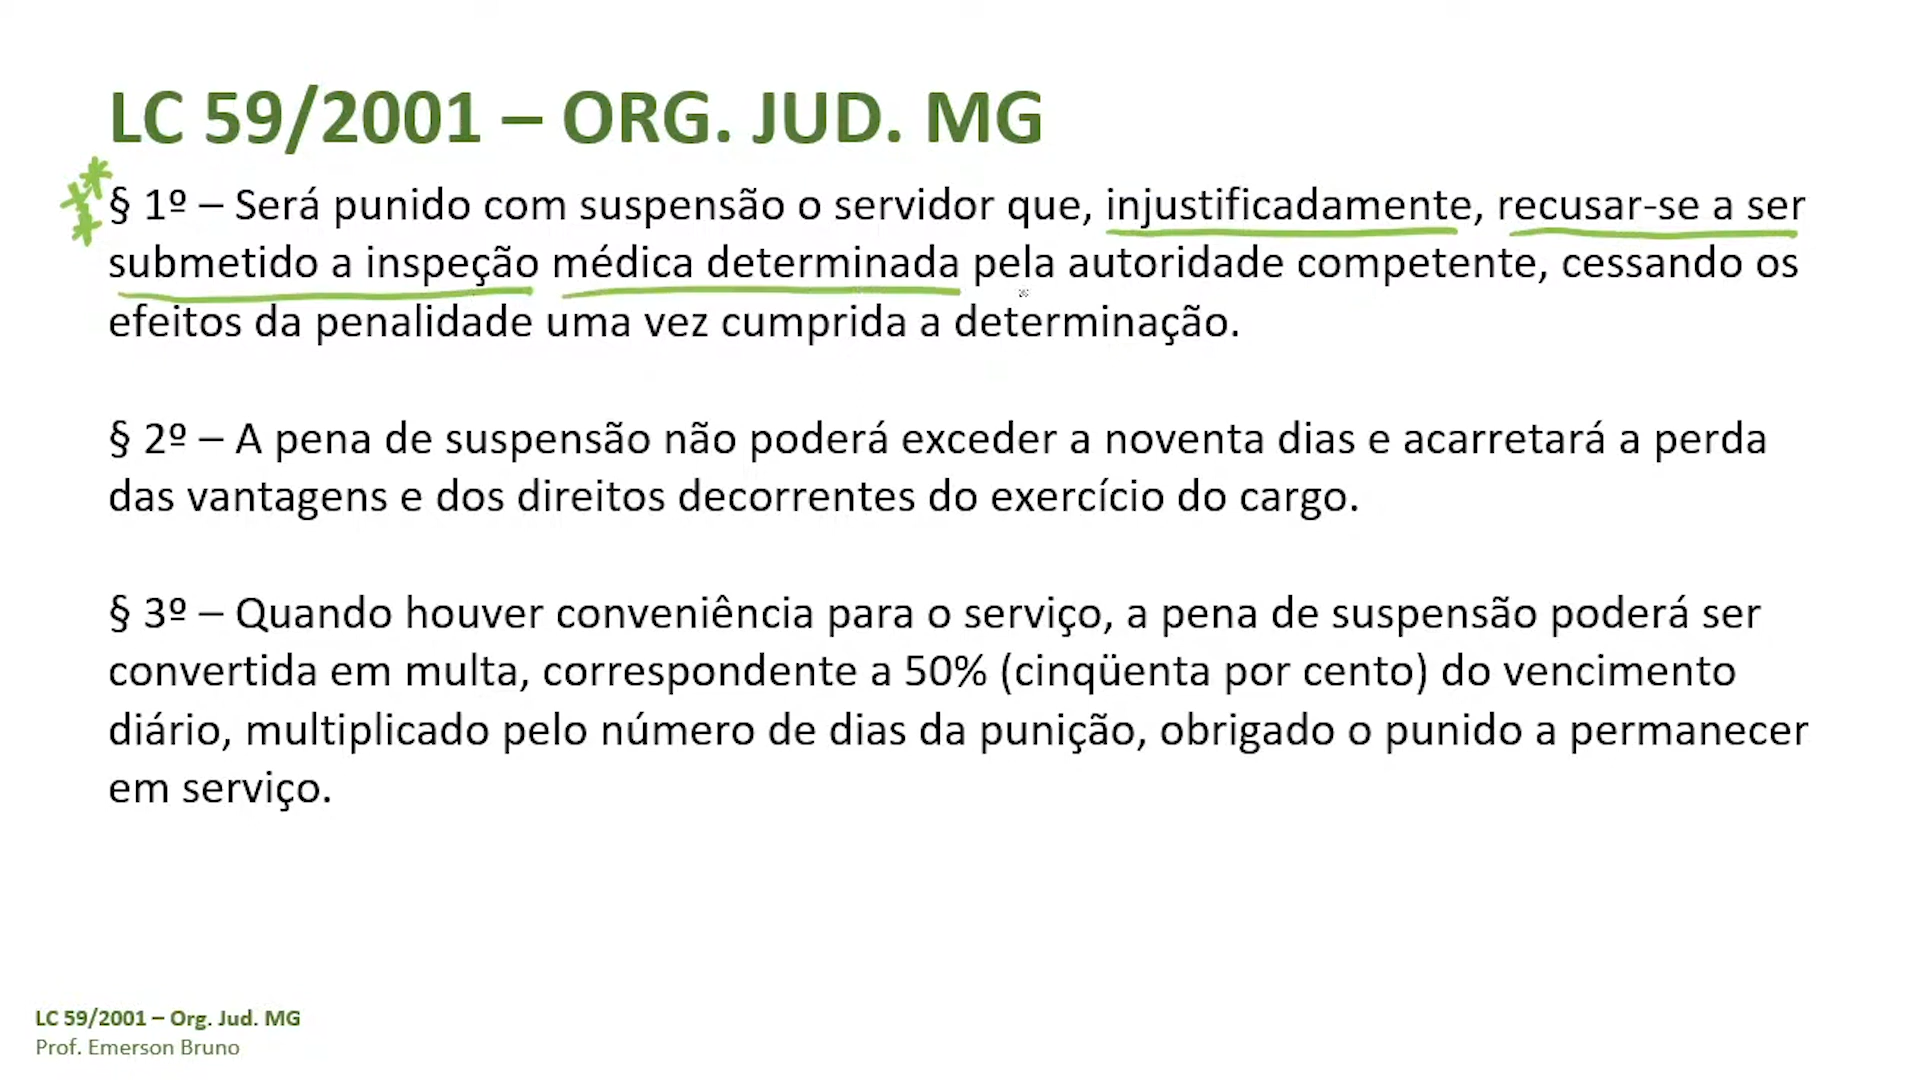 LC 59/2001 – ORG. JUD. MG
§ 1º – Será punido com suspensão o servidor que, injustificadamente, recusar-se a ser
submetido a inspeção médica determinada pela autoridade competente, cessando os
efeitos da penalidade uma vez cumprida a determinação.
§ 2º – A pena de suspensão não poderá exceder a noventa dias e acarretará a perda
das vantagens e dos direitos decorrentes do exercício do cargo.
§ 3º – Quando houver conveniência para o serviço, a pena de suspensão poderá ser
convertida em multa, correspondente a 50% (cinqüenta por cento) do vencimento
diário, multiplicado pelo número de dias da punição, obrigado o punido a permanecer
em serviço.
LC 59/2001 – Org. Jud. MG
Prof. Emerson Bruno